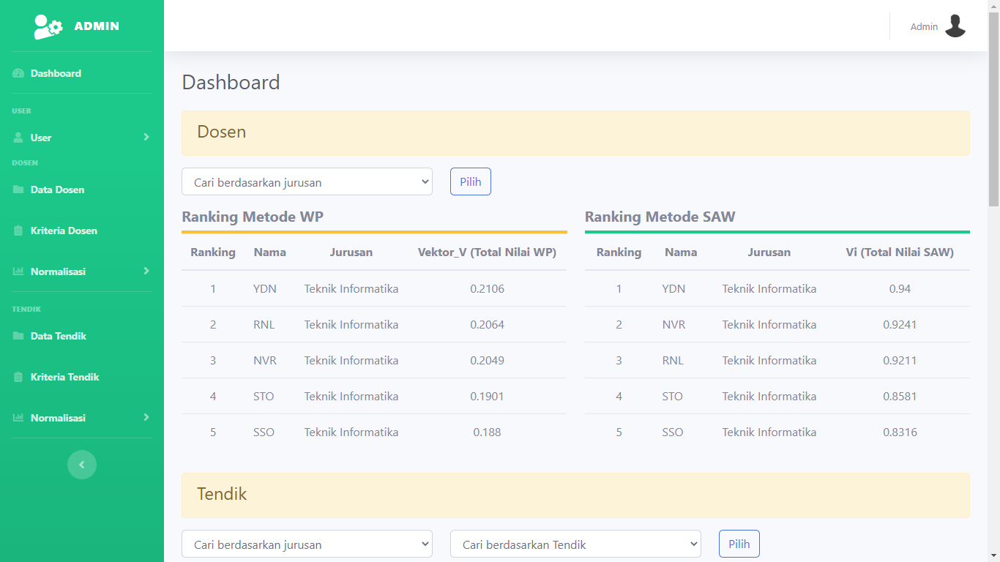 ADMIN
Dashboard
USER
User
DOSEN
Data Dosen
Kriteria Dosen
Normalisasi
TENDIK
Data Tendik
Kriteria Tendik
Normalisasi
Admin
Dashboard
Dosen
Cari berdasarkan jurusan Pilih
Ranking Metode WP
Ranking Nama Jurusan Vektor_V (Total Nilai WP)
1 YDN Teknik Informatika 0.2106
2 RNL Teknik Informatika 0.2064
3 NVR Teknik Informatika 0.2049
4 STO Teknik Informatika 0.1901
5 SSO Teknik Informatika 0.188
Ranking Metode SAW
Ranking Nama Jurusan Vi (Total Nilai SAW)
1 YDN Teknik Informatika 0.94
2 NVR Teknik Informatika 0.9241
3 RNL Teknik Informatika 0.9211
4 STO Teknik Informatika 0.8581
5 SSO Teknik Informatika 0.8316
Tendik
Cari berdasarkan jurusan Cari berdasarkan Tendik Pilih